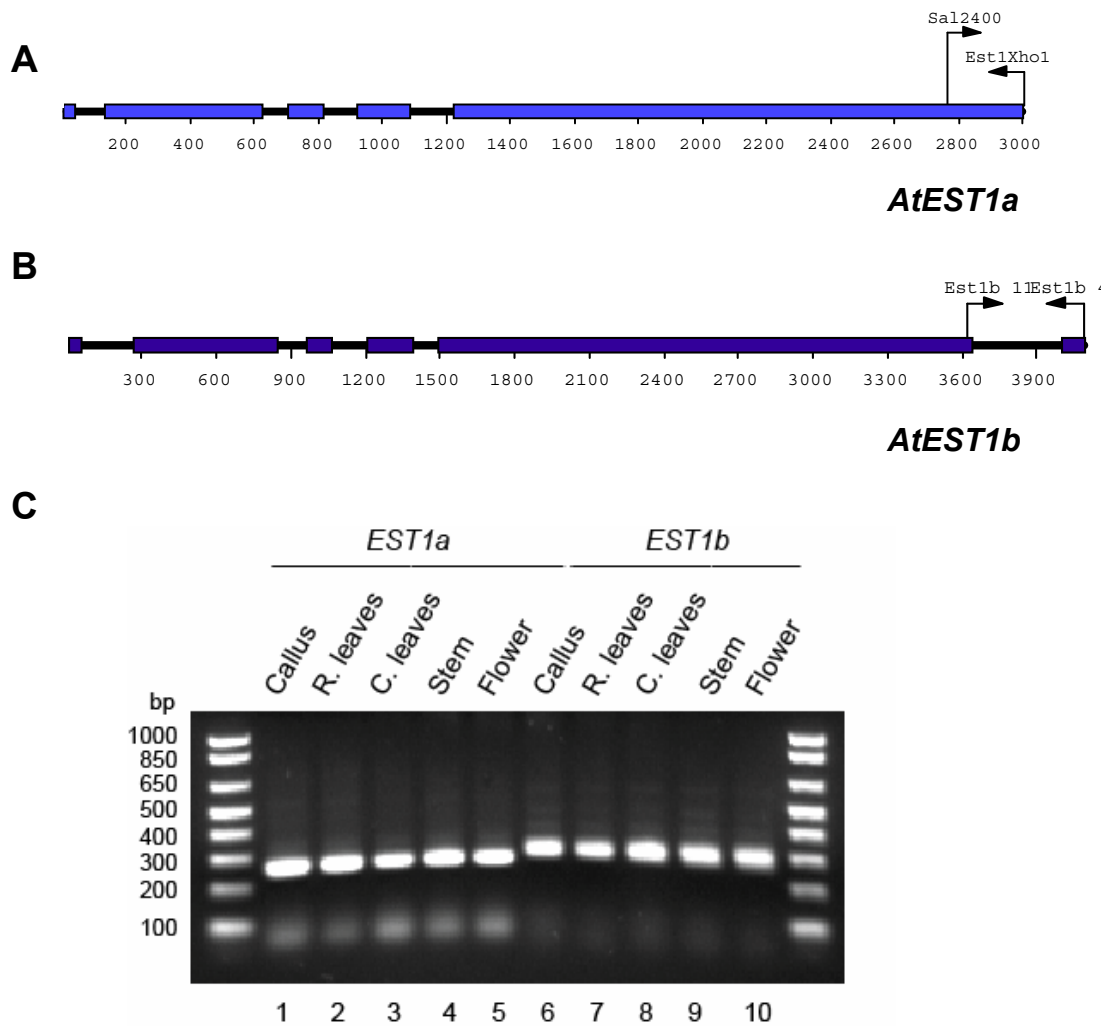 A
Sal2400
Est1Xho1
200 400 600 800 1000 1200 1400 1600 1800 2000 2200 2400 2600 2800 3000
AtEST1a
B
Est1b 11Est1b 4
300 600 900 1200 1500 1800 2100 2400 2700 3000 3300 3600 3900
AtEST1b
C
EST1a EST1b
Callus R. leaves C. leaves Stem Flower Callus R. leaves C. leaves Stem Flower
bp
1000
850
650
500
400
300
200
100
1 2 3 4 5 6 7 8 9 10